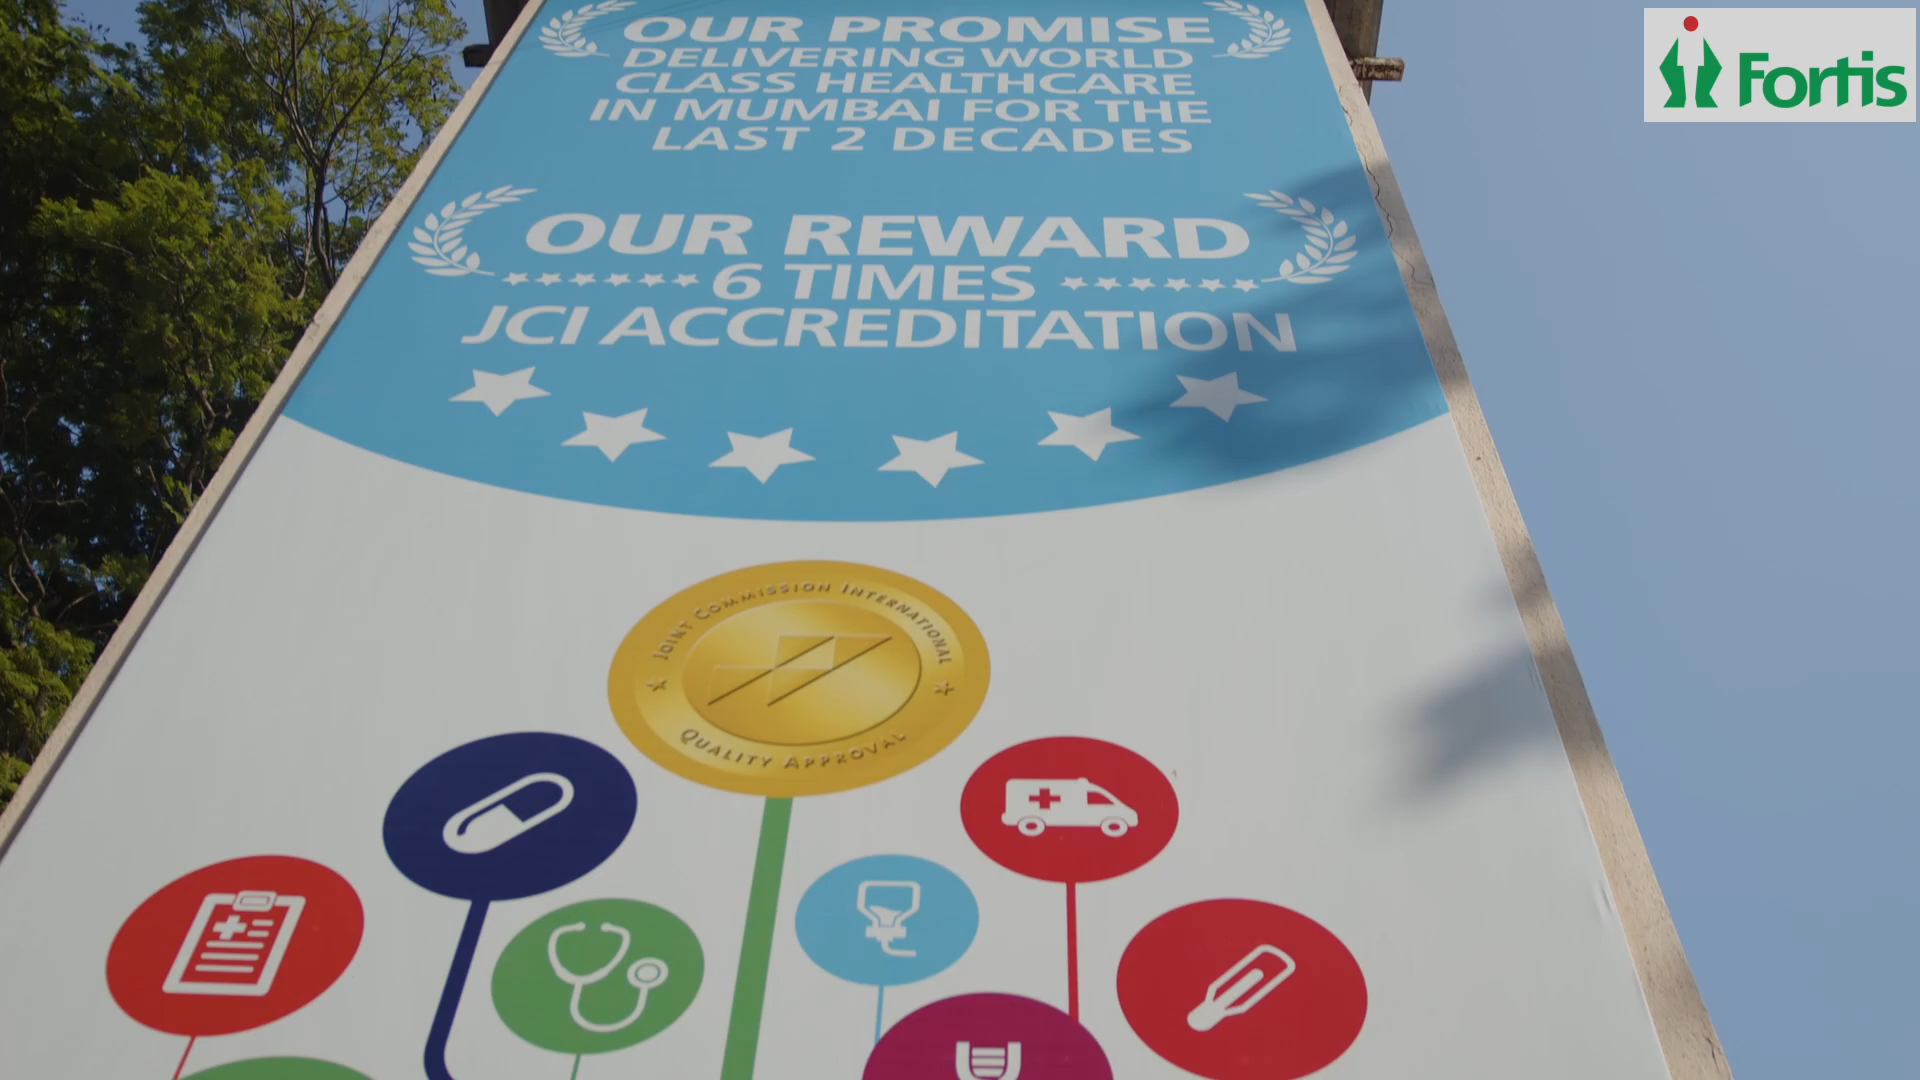 OUR PROMISE
DELIVERING WORLD
CLASS HEALTHCARE
IN MUMBAI FOR THE
LAST 2 DECADES
OUR REWARD
6 TIMES
JCI ACCREDITATION
JOINT COMMISSION INTERNATIONAL
QUALITY APPROVAL
Fortis